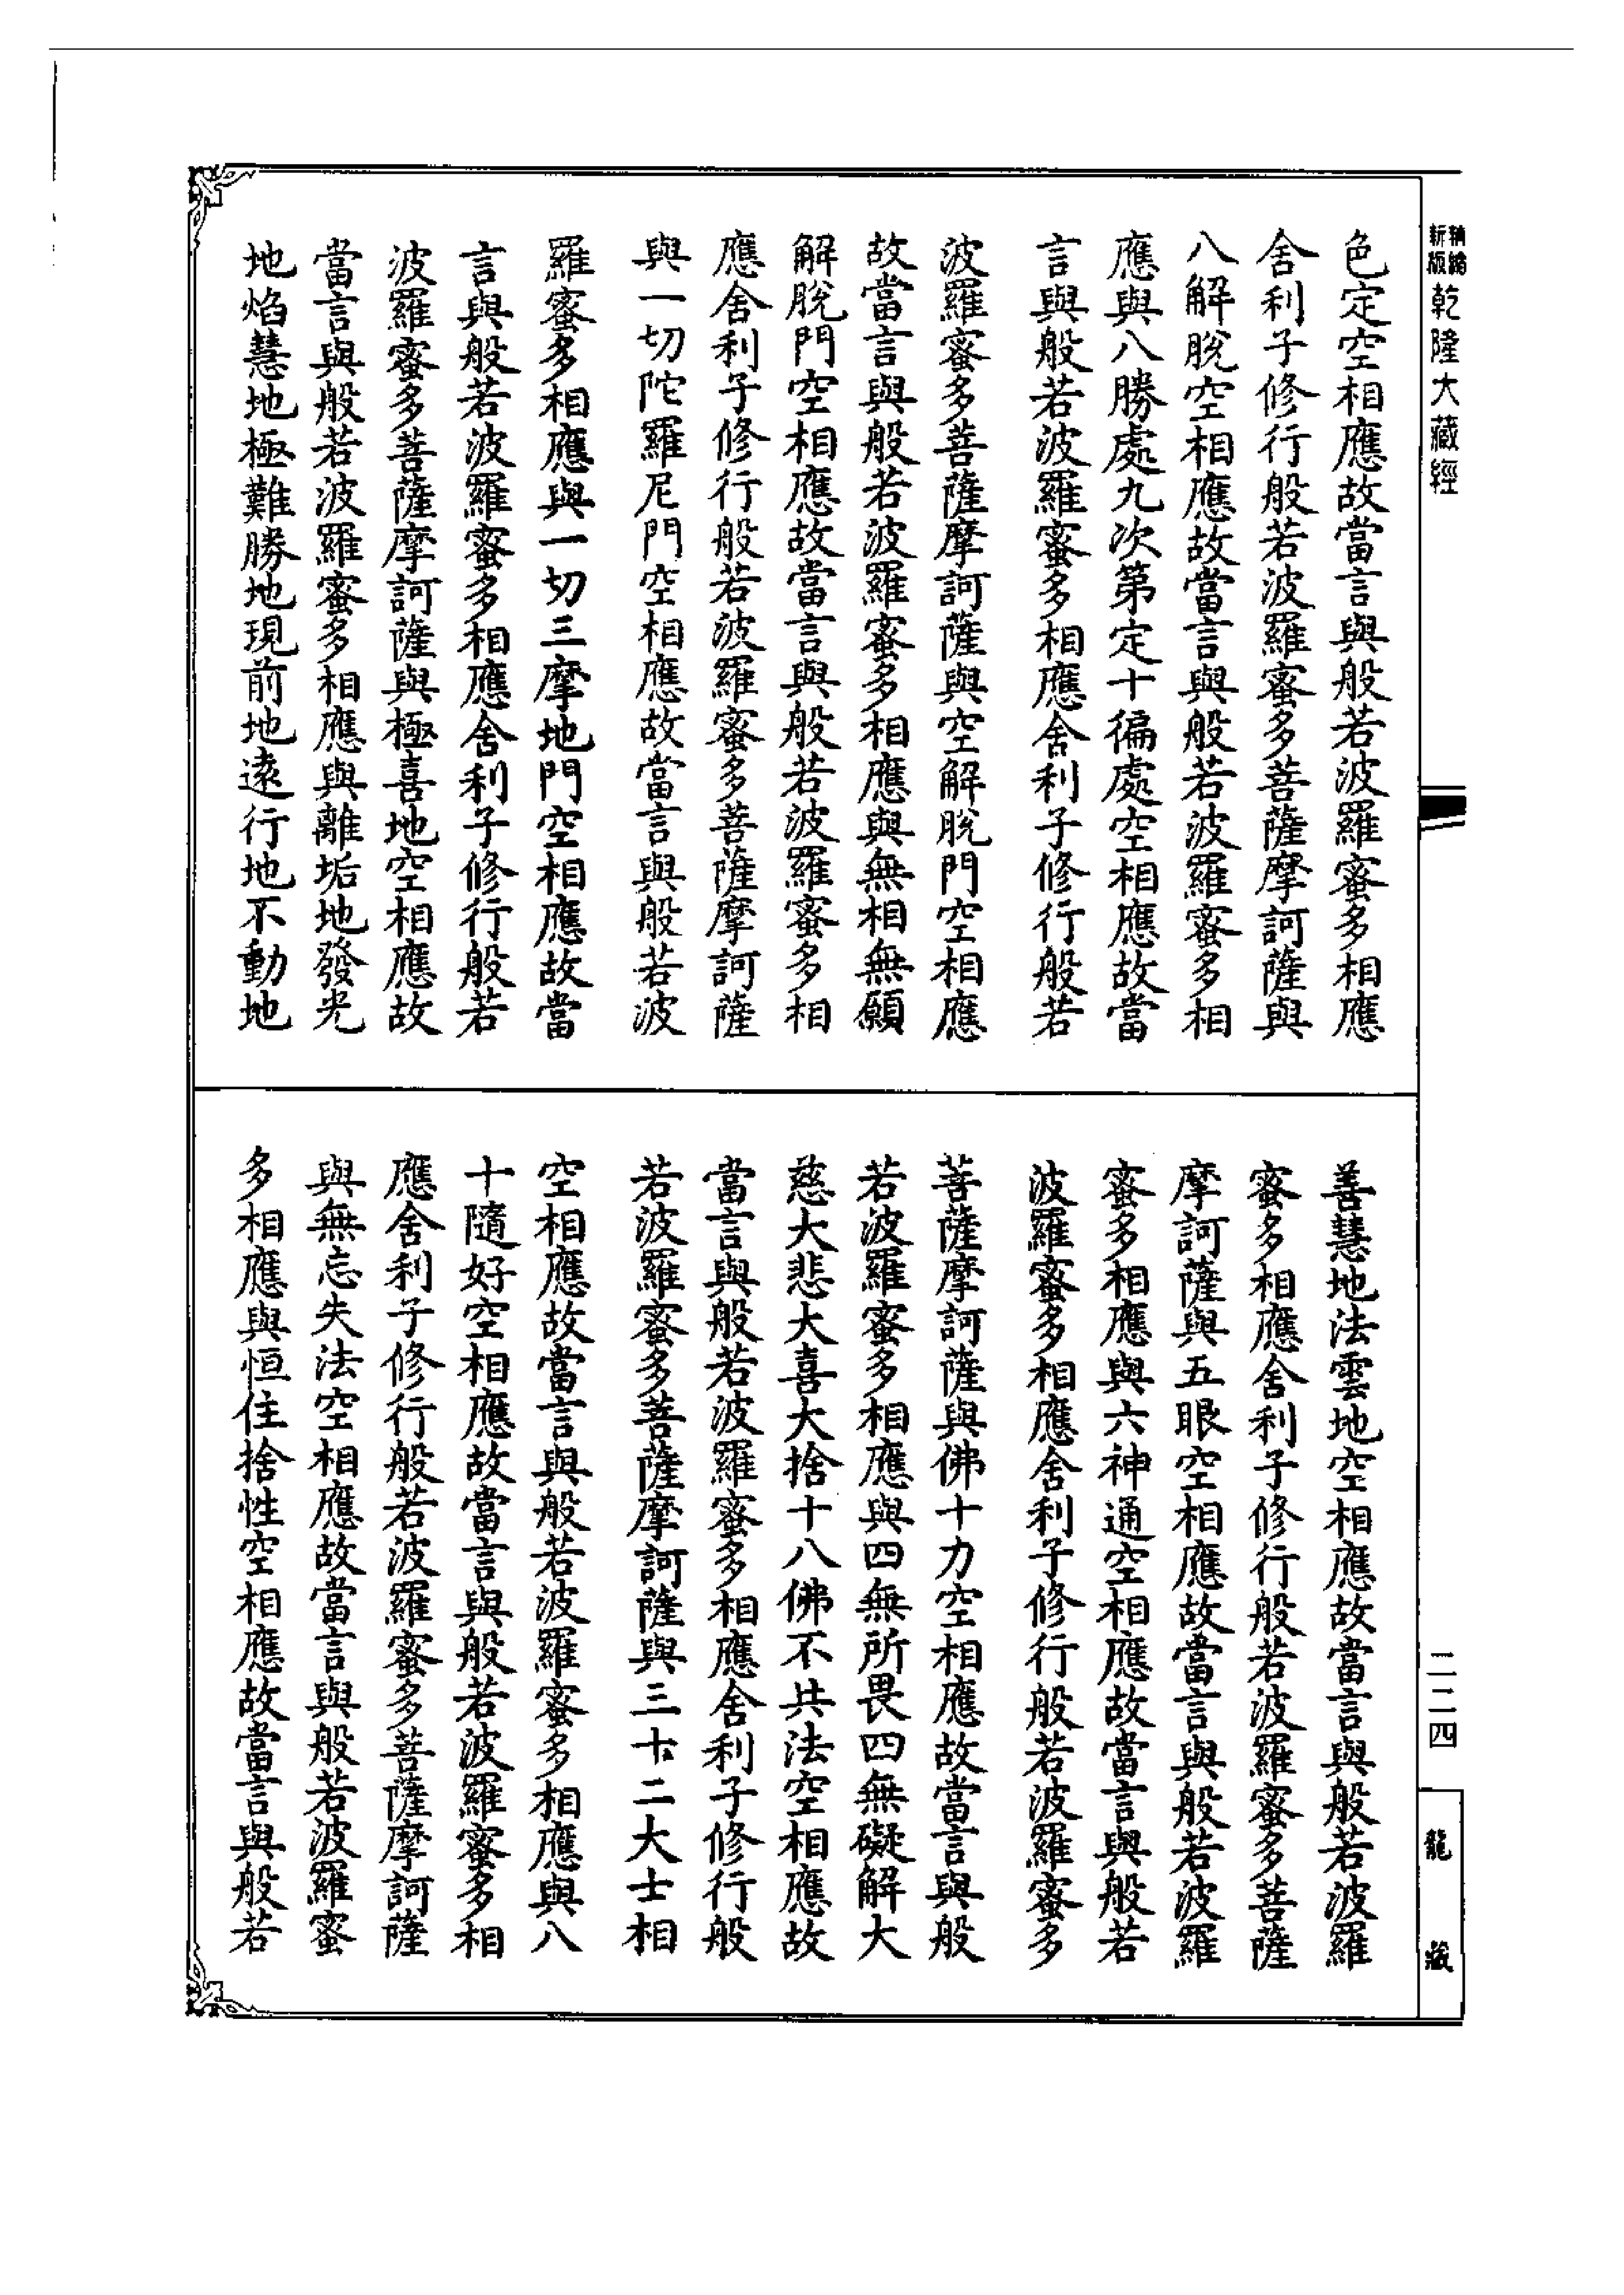 新版精縮乾隆大藏經
色定空相應故當言與般若波羅蜜多相應
舍利子修行般若波羅蜜多菩薩摩訶薩與
八解脫空相應故當言與般若波羅蜜多相
應與八勝處九次第定十徧處空相應故當
言與般若波羅蜜多相應舍利子修行般若
波羅蜜多菩薩摩訶薩與空解脫門空相應
故當言與般若波羅蜜多相應與無相無願
解脫門空相應故當言與般若波羅蜜多相
應舍利子修行般若波羅蜜多菩薩摩訶薩
與一切陀羅尼門空相應故當言與般若波
羅蜜多相應與一切三摩地門空相應故當
言與般若波羅蜜多相應舍利子修行般若
波羅蜜多菩薩摩訶薩與極喜地空相應故
當言與般若波羅蜜多相應與離垢地發光
地焰慧地極難勝地現前地遠行地不動地
善慧地法雲地空相應故當言與般若波羅
蜜多相應舍利子修行般若波羅蜜多菩薩
摩訶薩與五眼空相應故當言與般若波羅
蜜多相應與六神通空相應故當言與般若
波羅蜜多相應舍利子修行般若波羅蜜多
菩薩摩訶薩與佛十力空相應故當言與般
若波羅蜜多相應與四無所畏四無礙解大
慈大悲大喜大捨十八佛不共法空相應故
當言與般若波羅蜜多相應舍利子修行般
若波羅蜜多菩薩摩訶薩與三十二大士相
空相應故當言與般若波羅蜜多相應與八
十隨好空相應故當言與般若波羅蜜多相
應舍利子修行般若波羅蜜多菩薩摩訶薩
與無忘失法空相應故當言與般若波羅蜜
多相應與恒住捨性空相應故當言與般若
二二四
龍藏